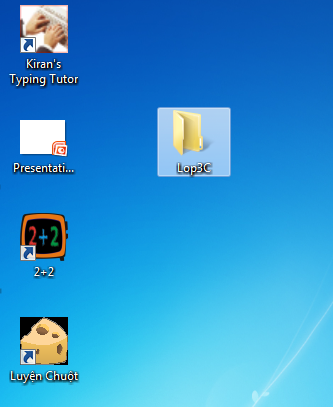 Kiran's
Typing Tutor
Presentati...
Lop3C
2+2
2+2
Luyện Chuột